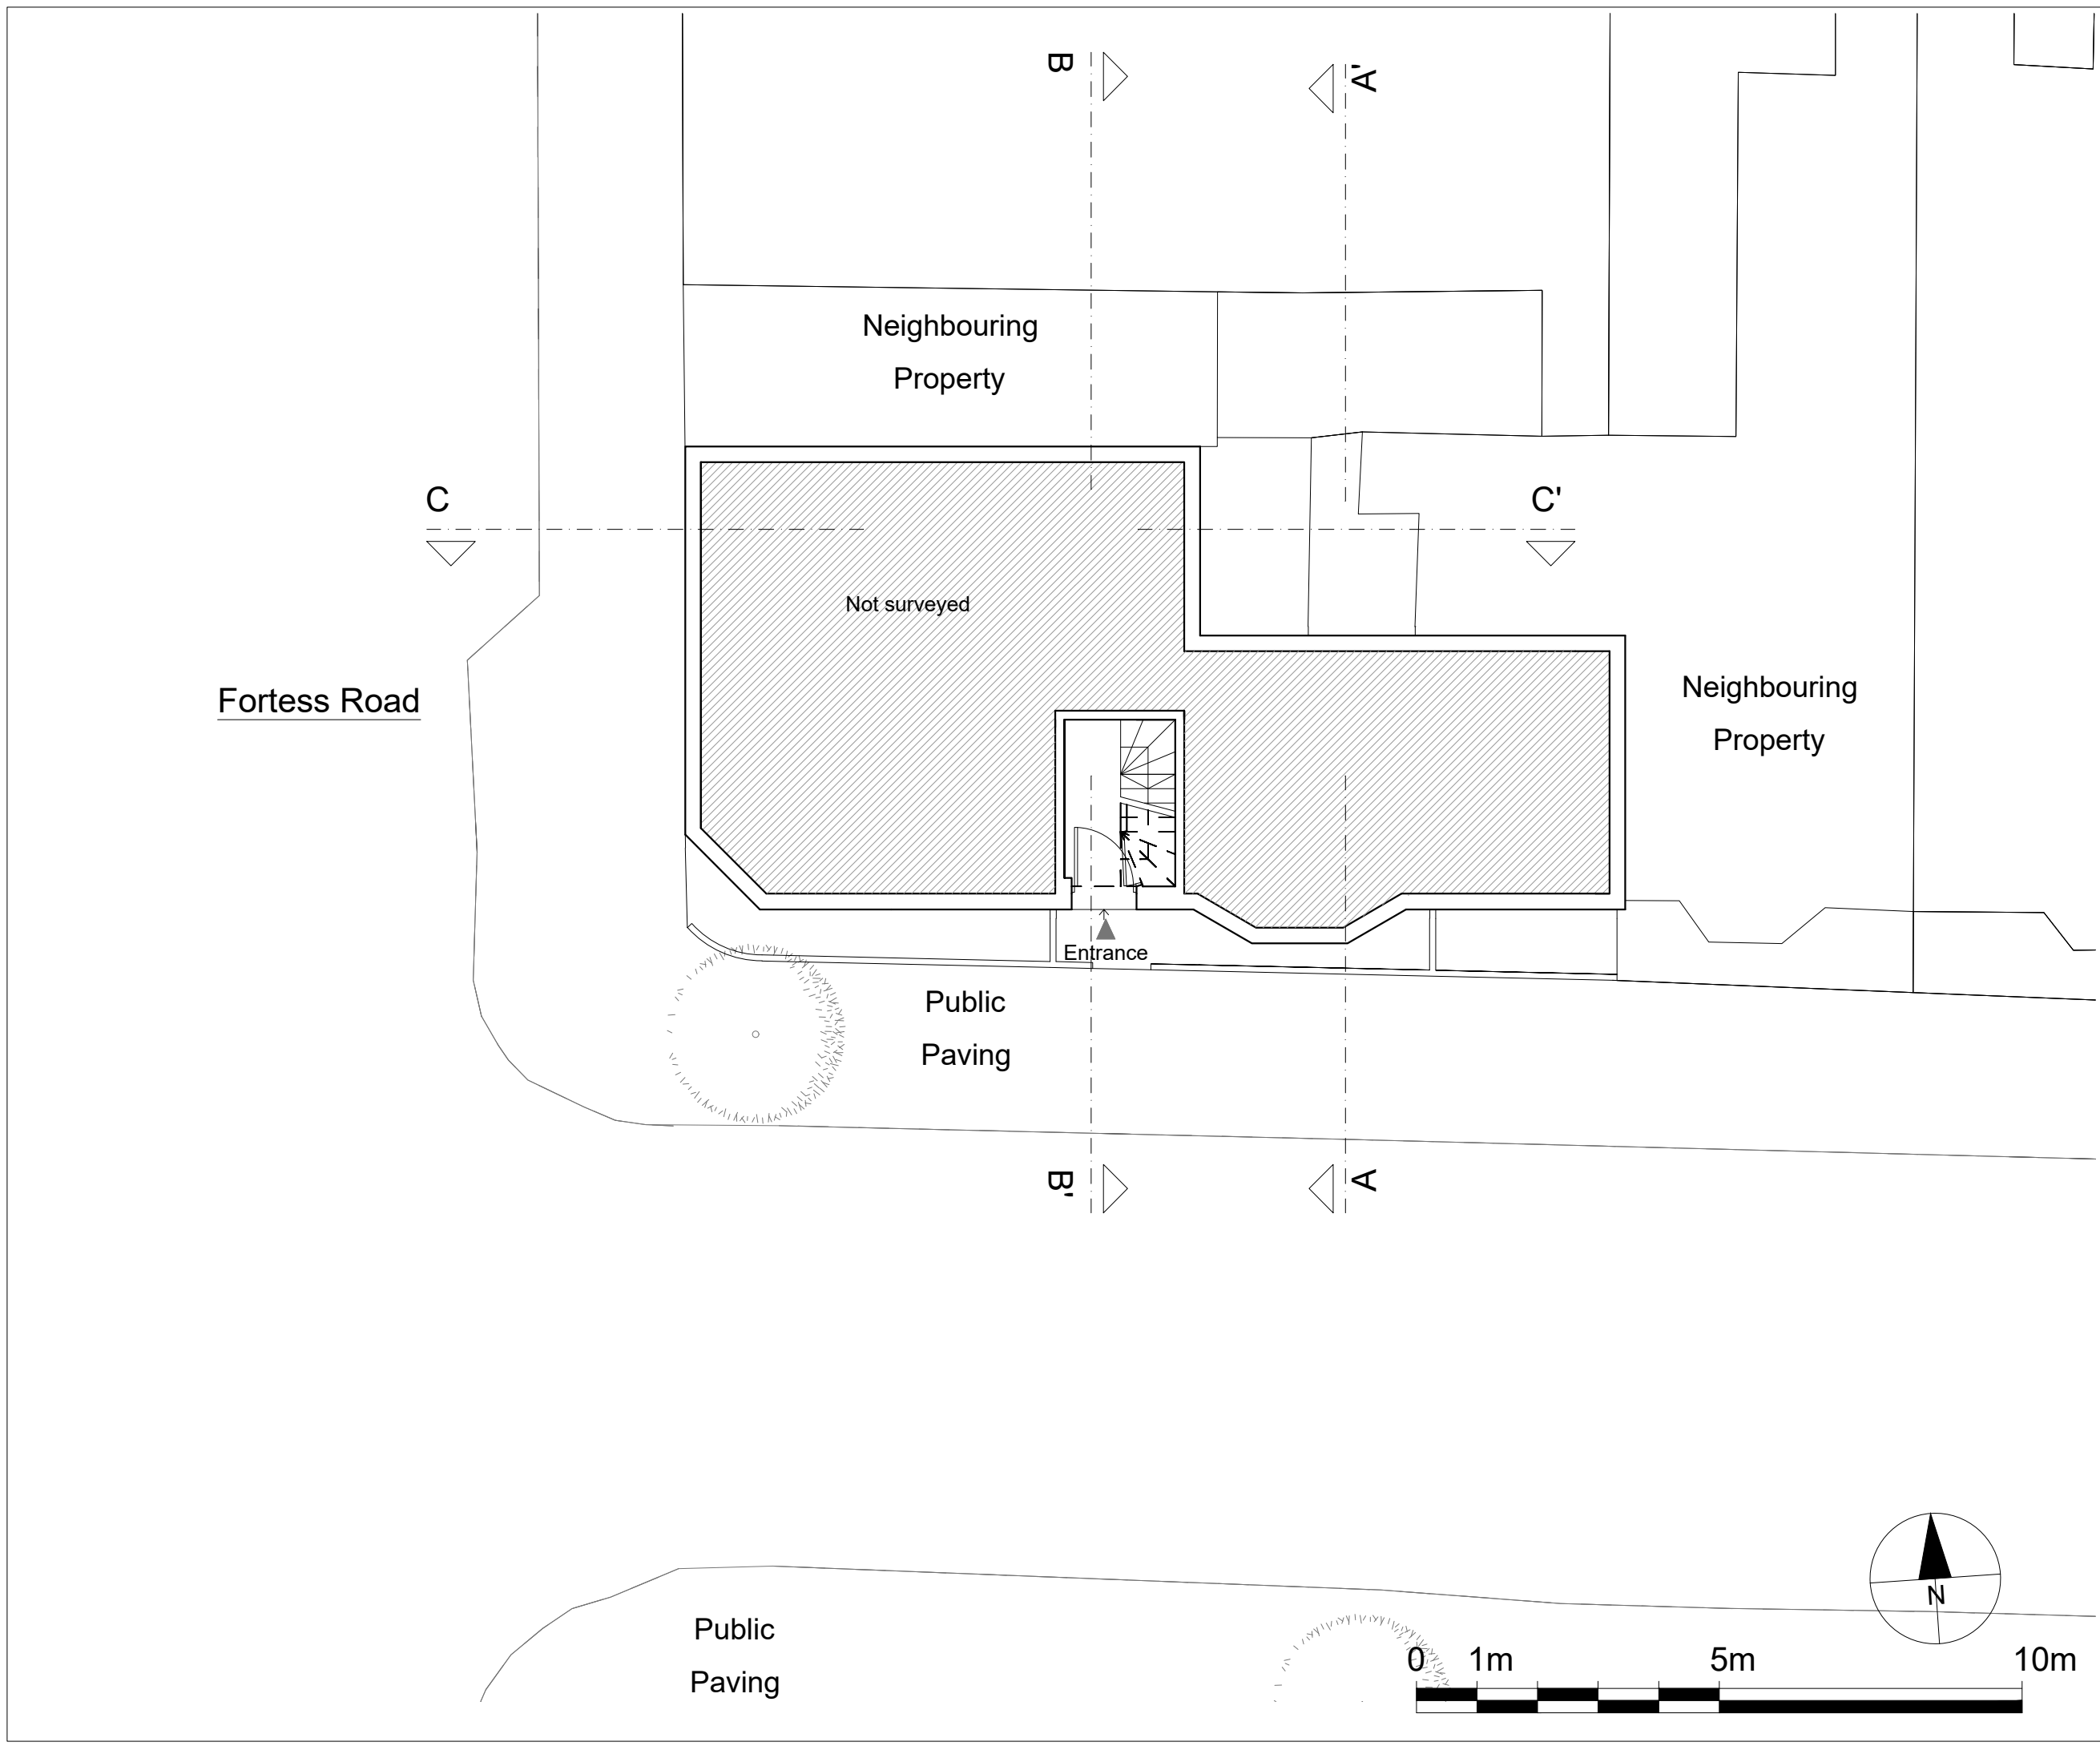 B
'A
Neighbouring
Property
C
C'
Not surveyed
Fortess Road
Neighbouring
Property
Entrance
Public
Paving
B'
A
N
Public
Paving
0 1m 5m 10m